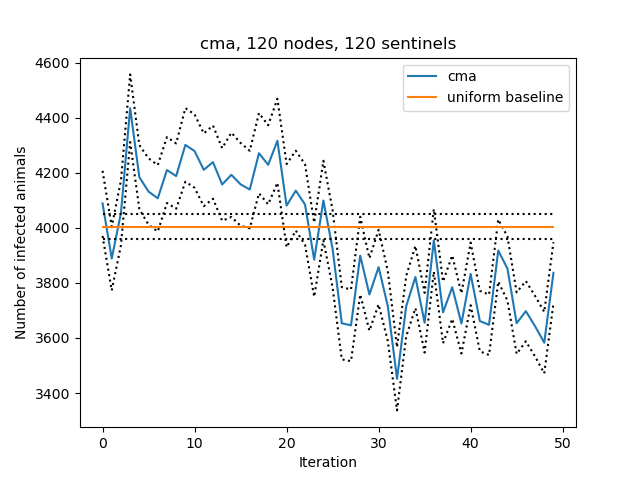 cma, 120 nodes, 120 sentinels
cma
uniform baseline
Number of infected animals
4600
4400
4200
4000
3800
3600
3400
0 10 20 30 40 50
Iteration